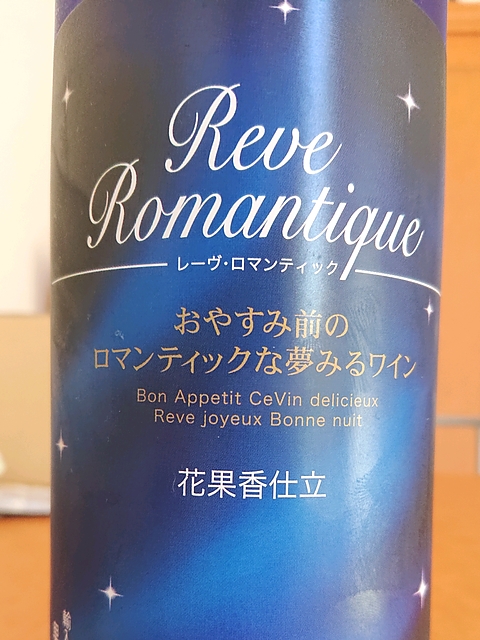 Reve
Romantique
レーヴ・ロマンティック
おやすみ前の
ロマンティックな夢みるワイン
Bon Appetit CeVin delicieux
Reve joyeux Bonne nuit
花果香仕立